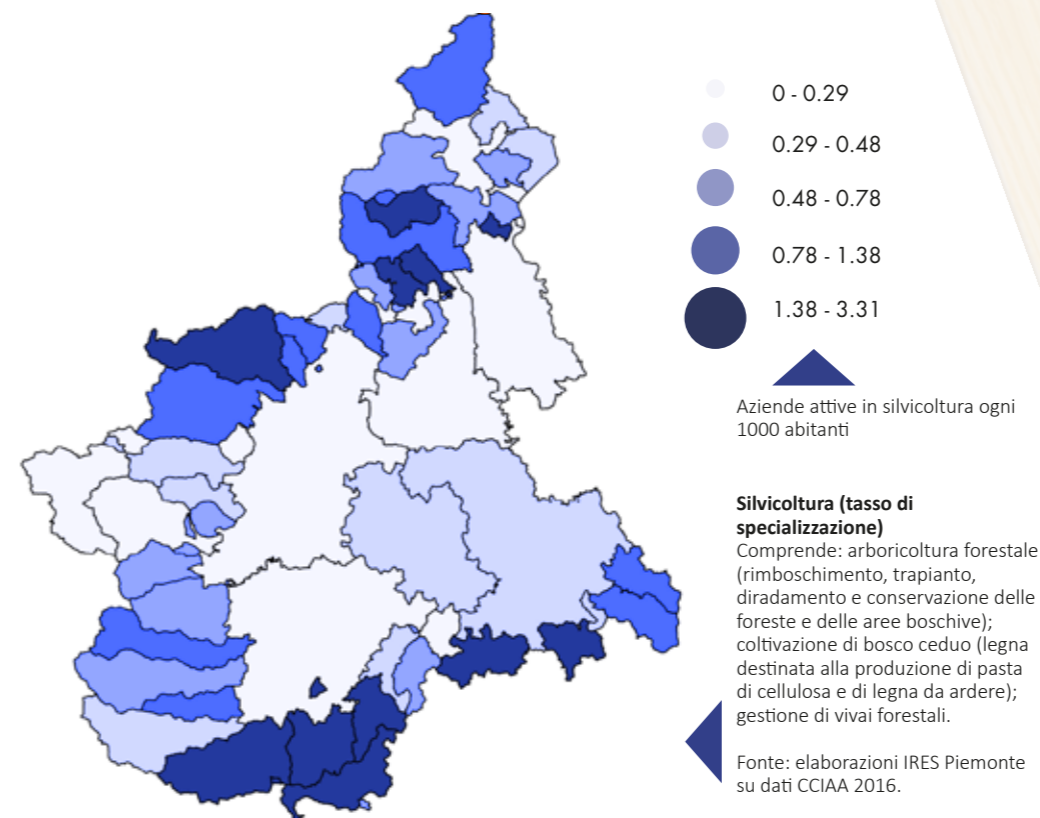 0 - 0.29
0.29 - 0.48
0.48 - 0.78
0.78 - 1.38
1.38 - 3.31
Aziende attive in silvicoltura ogni
1000 abitanti
Silvicoltura (tasso di
specializzazione)
Comprende: arboricoltura forestale
(rimboschimento, trapianto,
diradamento e conservazione delle
foreste e delle aree boschive);
coltivazione di bosco ceduo (legna
destinata alla produzione di pasta
di cellulosa e di legna da ardere);
gestione di vivai forestali.
Fonte: elaborazioni IRES Piemonte
su dati CCIAA 2016.